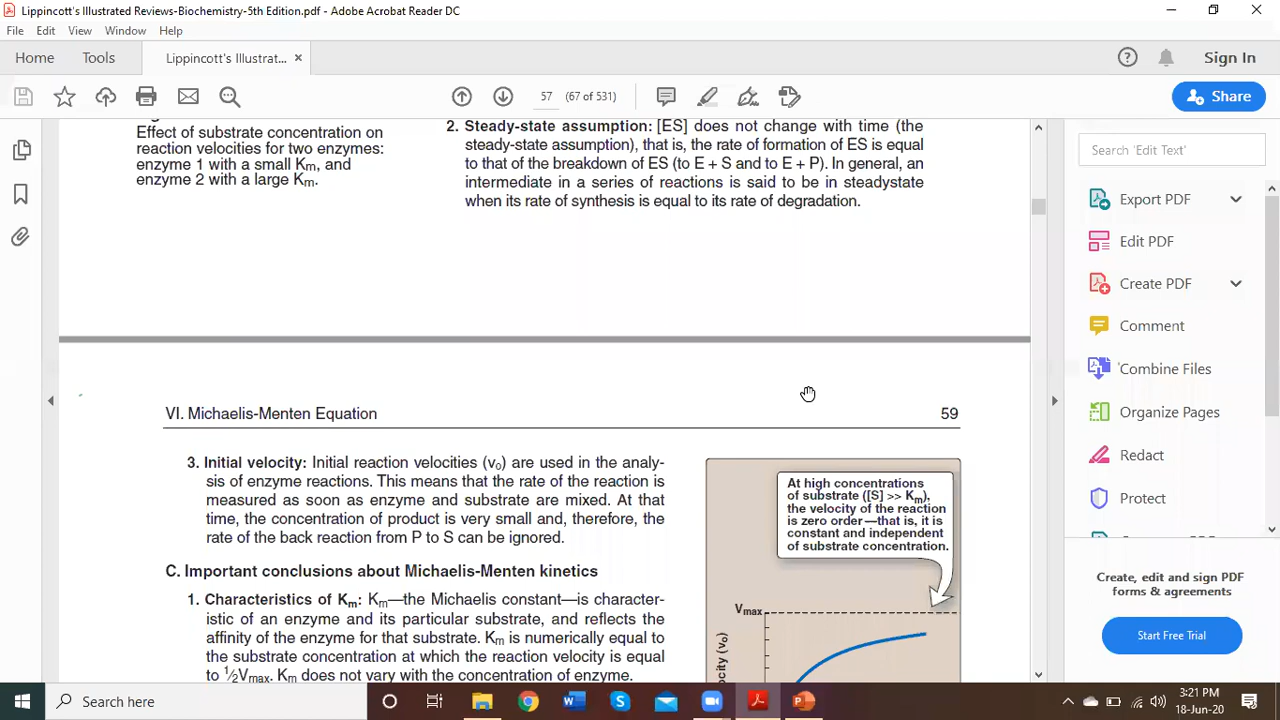 Lippincott's Illustrated Reviews-Biochemistry-5th Edition.pdf - Adobe Acrobat Reader DC
File Edit View Window Help
Home Tools Lippincott's Illustrat... ×
Sign In
57 (67 of 531)
Share
Effect of substrate concentration on
reaction velocities for two enzymes:
enzyme 1 with a small Km, and
enzyme 2 with a large Km.
2. Steady-state assumption: [ES] does not change with time (the
steady-state assumption), that is, the rate of formation of ES is equal
to that of the breakdown of ES (to E + S and to E + P). In general, an
intermediate in a series of reactions is said to be in steadystate
when its rate of synthesis is equal to its rate of degradation.
VI. Michaelis-Menten Equation 59
3. Initial velocity: Initial reaction velocities (vo) are used in the analy-
sis of enzyme reactions. This means that the rate of the reaction is
measured as soon as enzyme and substrate are mixed. At that
time, the concentration of product is very small and, therefore, the
rate of the back reaction from P to S can be ignored.
C. Important conclusions about Michaelis-Menten kinetics
1. Characteristics of Km: Km—the Michaelis constant—is character-
istic of an enzyme and its particular substrate, and reflects the
affinity of the enzyme for that substrate. Km is numerically equal to
the substrate concentration at which the reaction velocity is equal
to 1/2Vmax. Km does not vary with the concentration of enzyme.
At high concentrations
of substrate ([S] >> Km),
the velocity of the reaction
is zero order—that is, it is
constant and independent
of substrate concentration.
Vmax
Search 'Edit Text'
Export PDF
Edit PDF
Create PDF
Comment
Combine Files
Organize Pages
Redact
Protect
Create, edit and sign PDF
forms & agreements
Start Free Trial
Search here
3:21 PM
18-Jun-20